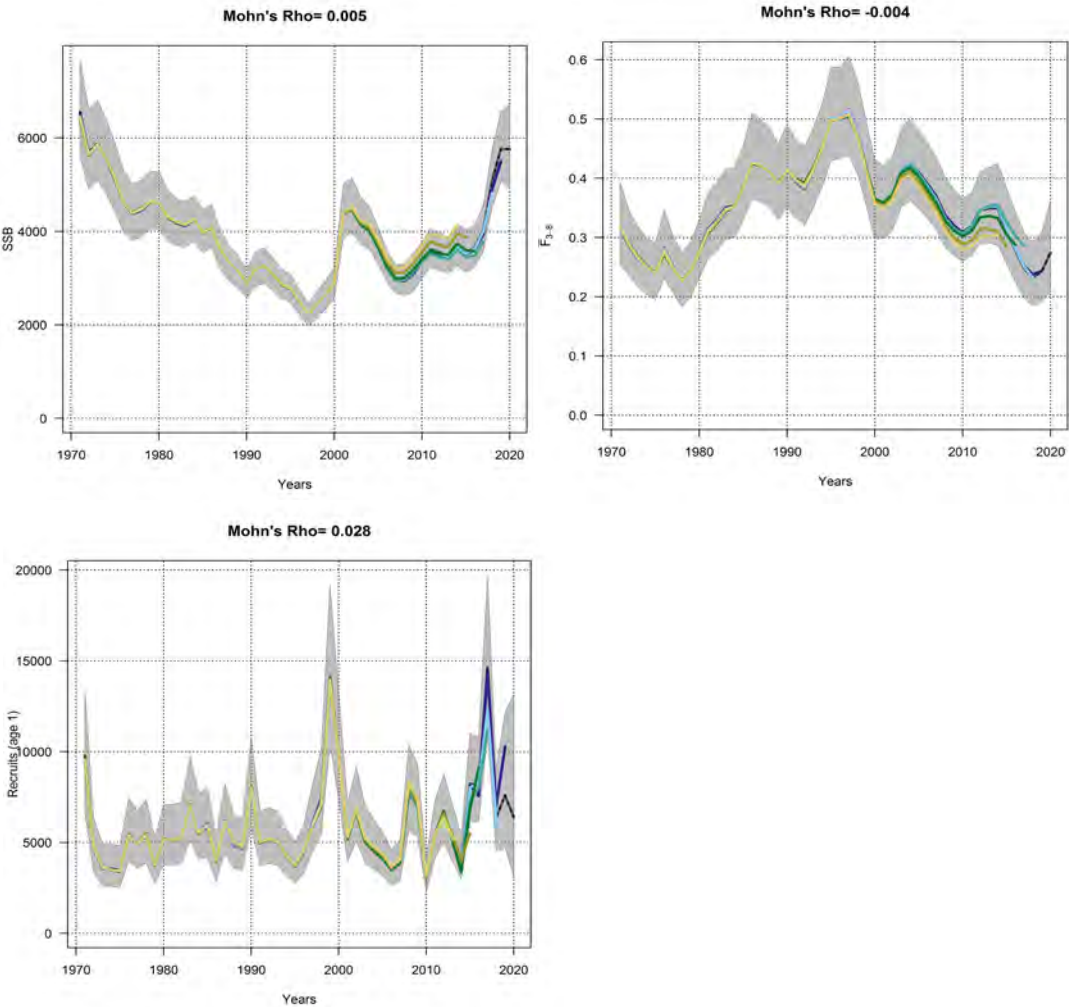 Mohn's Rho= 0.005
SSB
6000
4000
2000
0
1970 1980 1990 2000 2010 2020
Years
Mohn's Rho= -0.004
F3-8
0.6
0.5
0.4
0.3
0.2
0.1
0.0
1970 1980 1990 2000 2010 2020
Years
Mohn's Rho= 0.028
Recruits (age 1)
20000
15000
10000
5000
0
1970 1980 1990 2000 2010 2020
Years